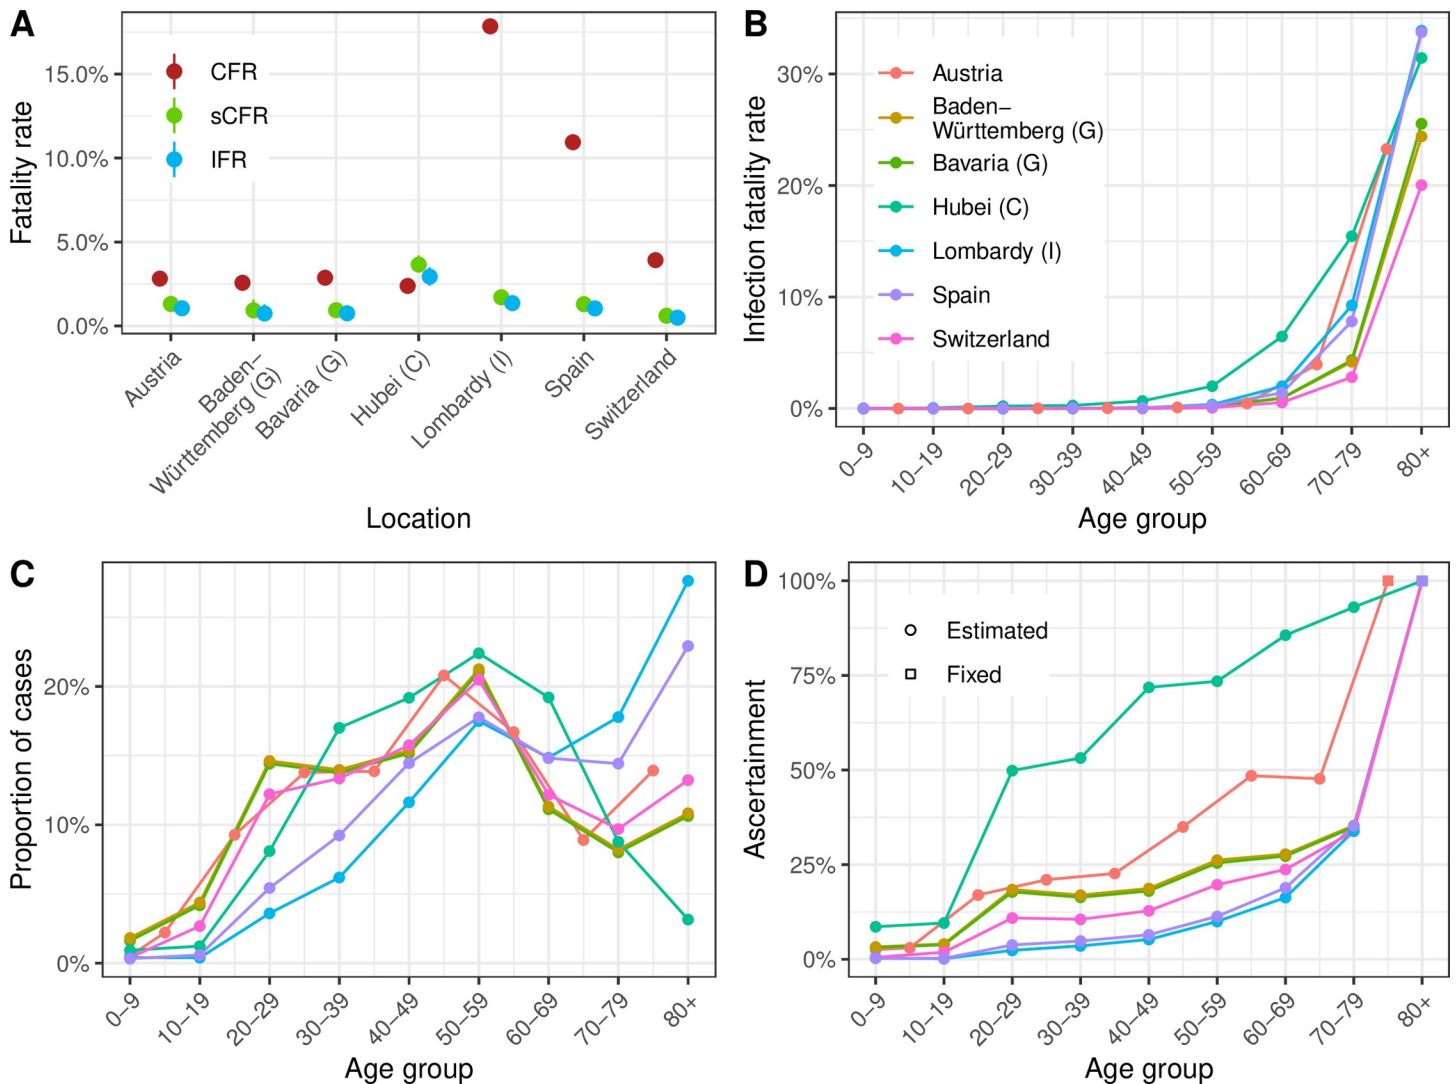 A
Fatality rate
15.0%
10.0%
5.0%
0.0%
CFR
sCFR
IFR
Austria
Baden−
Württemberg (G)
Bavaria (G)
Hubei (C)
Lombardy (I)
Spain
Switzerland
Location
B
Infection fatality rate
30%
20%
10%
0%
Austria
Baden−
Württemberg (G)
Bavaria (G)
Hubei (C)
Lombardy (I)
Spain
Switzerland
0−9
10−19
20−29
30−39
40−49
50−59
60−69
70−79
80+
Age group
C
Proportion of cases
20%
10%
0%
0−9
10−19
20−29
30−39
40−49
50−59
60−69
70−79
80+
Age group
D
Ascertainment
100%
75%
50%
25%
0%
Estimated
Fixed
0−9
10−19
20−29
30−39
40−49
50−59
60−69
70−79
80+
Age group